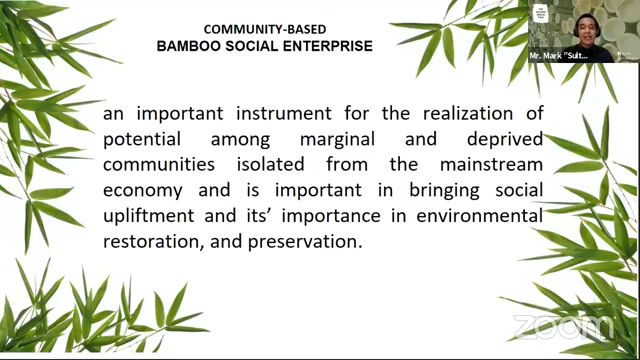 COMMUNITY-BASED
BAMBOO SOCIAL ENTERPRISE
an important instrument for the realization of
potential among marginal and deprived
communities isolated from the mainstream
economy and is important in bringing social
upliftment and its' importance in environmental
restoration, and preservation.
Mr. Mark "Sult...
zoom